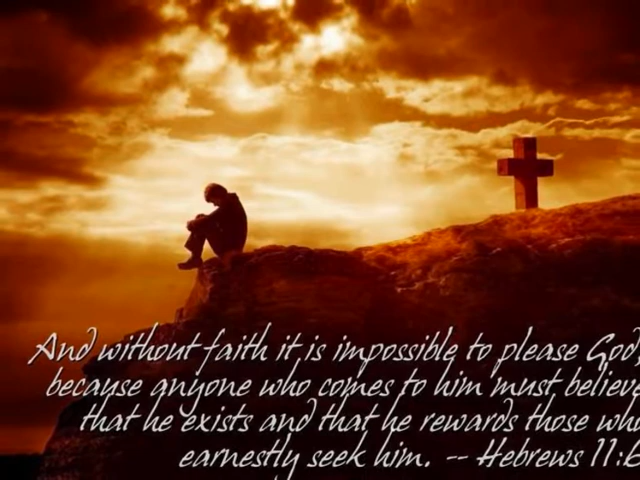 And without faith it is impossible to please God,
because anyone who comes to him must believe
that he exists and that he rewards those who
earnestly seek him. -- Hebrews 11:6